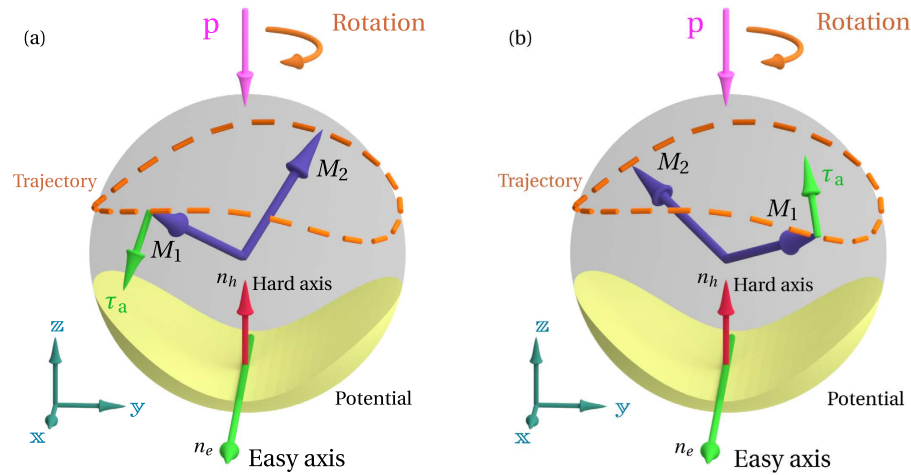 (a)
p
Rotation
Trajectory
M₂
M₁
τₐ
nₕ
Hard axis
Potential
𝕫
𝕪
𝕩
nₑ
Easy axis
(b)
p
Rotation
Trajectory
M₂
M₁
τₐ
nₕ
Hard axis
Potential
𝕫
𝕪
𝕩
nₑ
Easy axis